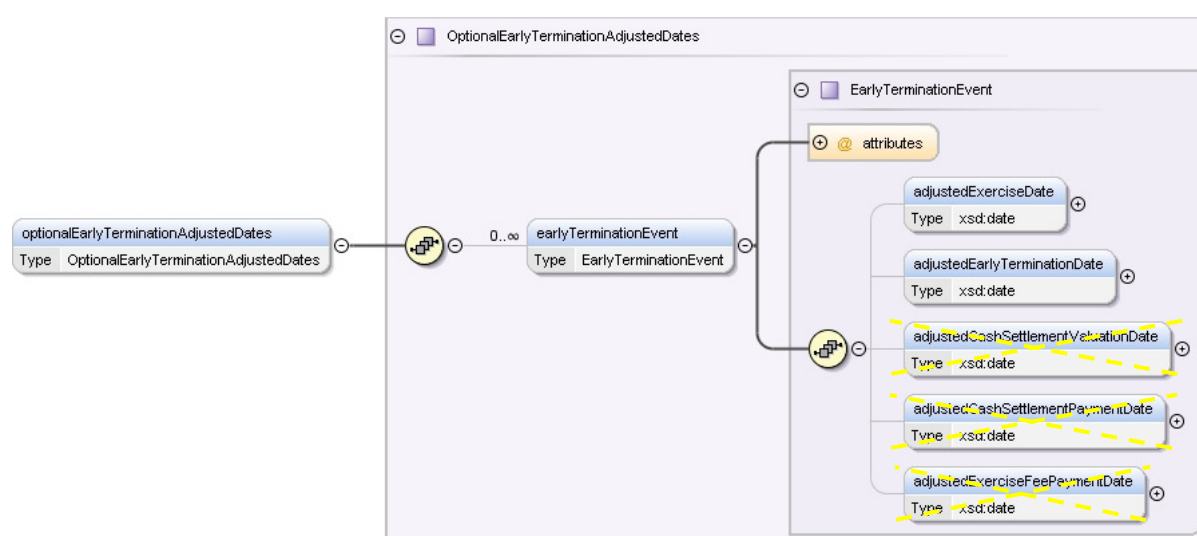 OptionalEarlyTerminationAdjustedDates
EarlyTerminationEvent
@ attributes
adjustedExerciseDate
Type xsd:date
optionalEarlyTerminationAdjustedDates
Type OptionalEarlyTerminationAdjustedDates
0..∞
earlyTerminationEvent
Type EarlyTerminationEvent
adjustedEarlyTerminationDate
Type xsd:date
adjustedCashSettlementValuationDate
Type xsd:date
adjustedCashSettlementPaymentDate
Type xsd:date
adjustedExerciseFeePaymentDate
Type xsd:date